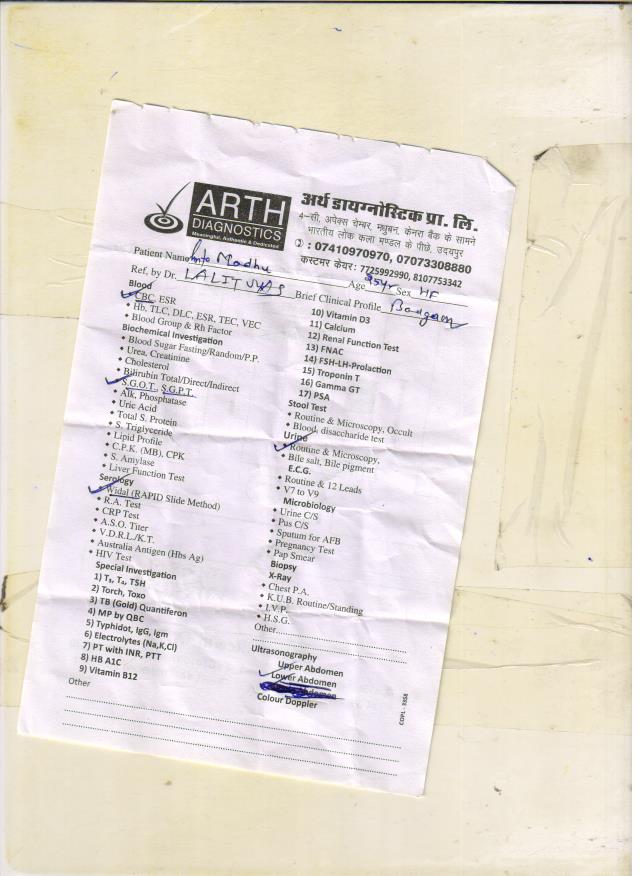 ARTH
DIAGNOSTICS
Meaningful, Authentic & Dedicated
अर्थ डायग्नोस्टिक प्रा. लि.
4-सी, अपेक्स चेम्बर, मधुबन, केनरा बैंक के सामने
भारतीय लोक कला मण्डल के पीछे, उदयपुर
: 07410970970, 07073308880
कस्टमर केयर: 7725992990, 8107753342
Patient Name Madhu Age Sex
Ref, by Dr. LALIT VYAS Brief Clinical Profile
Blood
CBC, ESR
Hb, TLC, DLC, ESR, TEC, VEC
Blood Group & Rh Factor
Biochemical Investigation
Blood Sugar Fasting/Random/P.P.
Urea, Creatinine
Cholesterol
Bilirubin Total/Direct/Indirect
S.G.O.T., S.G.P.T.
Alk, Phosphatase
Uric Acid
Total S. Protein
S. Triglyceride
Lipid Profile
C.P.K. (MB), CPK
S. Amylase
Liver Function Test
Serology
Widal (RAPID Slide Method)
R.A. Test
CRP Test
A.S.O. Titer
V.D.R.L./K.T.
Australia Antigen (Hbs Ag)
HIV Test
Special Investigation
1) T₃, T₄, TSH
2) Torch, Toxo
3) TB (Gold) Quantiferon
4) MP by QBC
5) Typhidot, IgG, Igm
6) Electrolytes (Na,K,Cl)
7) PT with INR, PTT
8) HB A1C
9) Vitamin B12
Other
10) Vitamin D3
11) Calcium
12) Renal Function Test
13) FNAC
14) FSH-LH-Prolaction
15) Troponin T
16) Gamma GT
17) PSA
Stool Test
Routine & Microscopy, Occult
Blood, disaccharide test
Urine
Routine & Microscopy,
Bile salt, Bile pigment
E.C.G.
Routine & 12 Leads
V7 to V9
Microbiology
Urine C/S
Pus C/S
Sputum for AFB
Pregnancy Test
Pap Smear
Biopsy
X-Ray
Chest P.A.
K.U.B. Routine/Standing
I.V.P.
H.S.G.
Other
Ultrasonography
Upper Abdomen
Lower Abdomen
Colour Doppler
COPL - 3358